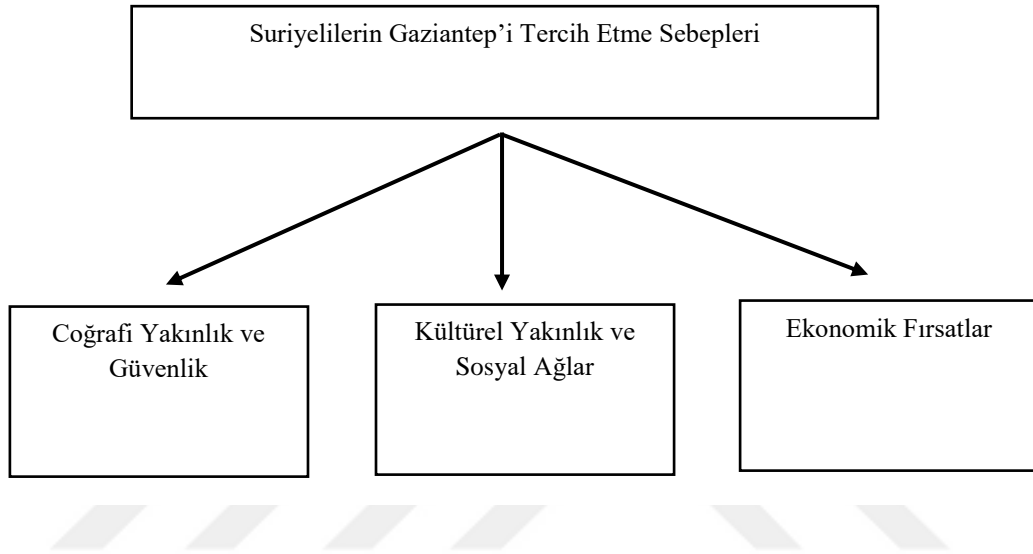 Suriyelilerin Gaziantep’i Tercih Etme Sebepleri
Coğrafi Yakınlık ve
Güvenlik
Kültürel Yakınlık ve
Sosyal Ağlar
Ekonomik Fırsatlar